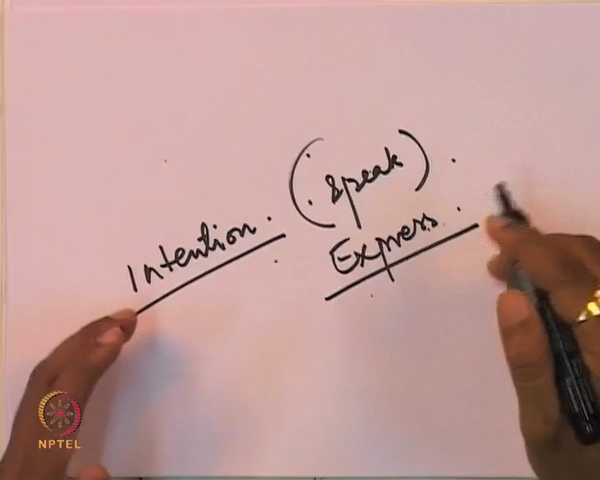 Intention. (Speak).
Express.
NPTEL